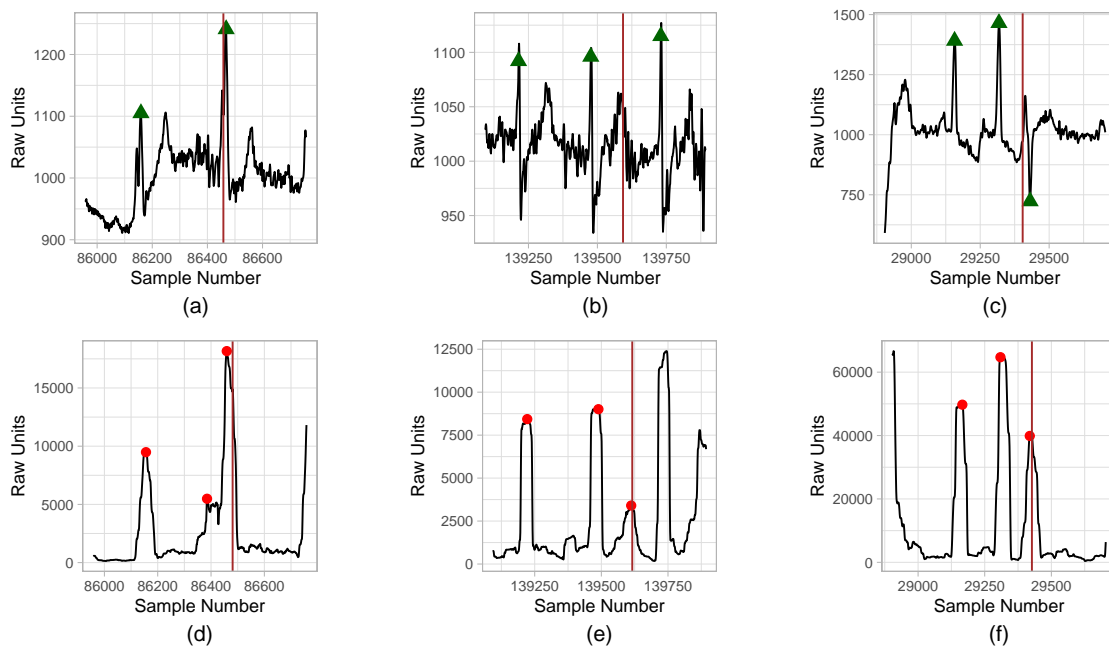 Raw Units
1200
1100
1000
900
86000 86200 86400 86600
Sample Number
(a)
Raw Units
1100
1050
1000
950
139250 139500 139750
Sample Number
(b)
Raw Units
1500
1250
1000
750
29000 29250 29500
Sample Number
(c)
Raw Units
15000
10000
5000
0
86000 86200 86400 86600
Sample Number
(d)
Raw Units
12500
10000
7500
5000
2500
0
139250 139500 139750
Sample Number
(e)
Raw Units
60000
40000
20000
0
29000 29250 29500
Sample Number
(f)